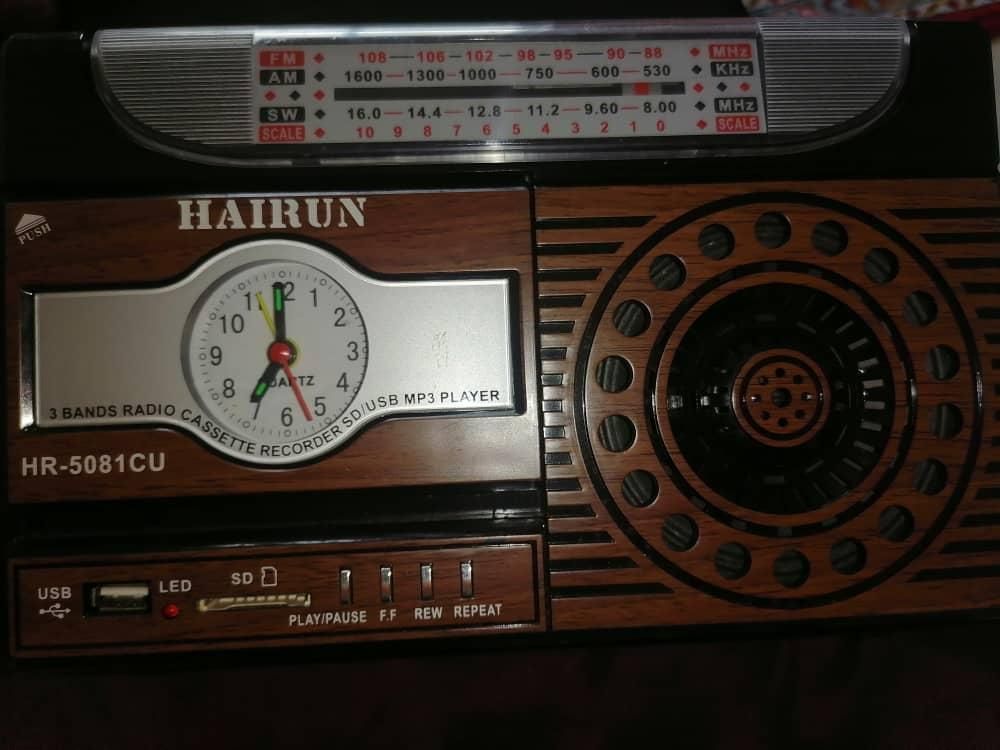 FM 108 106 102 98 95 90 88 MHz
AM 1600 1300 1000 750 600 530 KHz
SW 16.0 14.4 12.8 11.2 9.60 8.00 MHz
SCALE 10 9 8 7 6 5 4 3 2 1 0 SCALE
PUSH
HAIRUN
12 1 2 3 4 5 6 7 8 9 10 11
QUARTZ
3 BANDS RADIO CASSETTE RECORDER SD/USB MP3 PLAYER
HR-5081CU
USB LED SD
PLAY/PAUSE F.F REW REPEAT